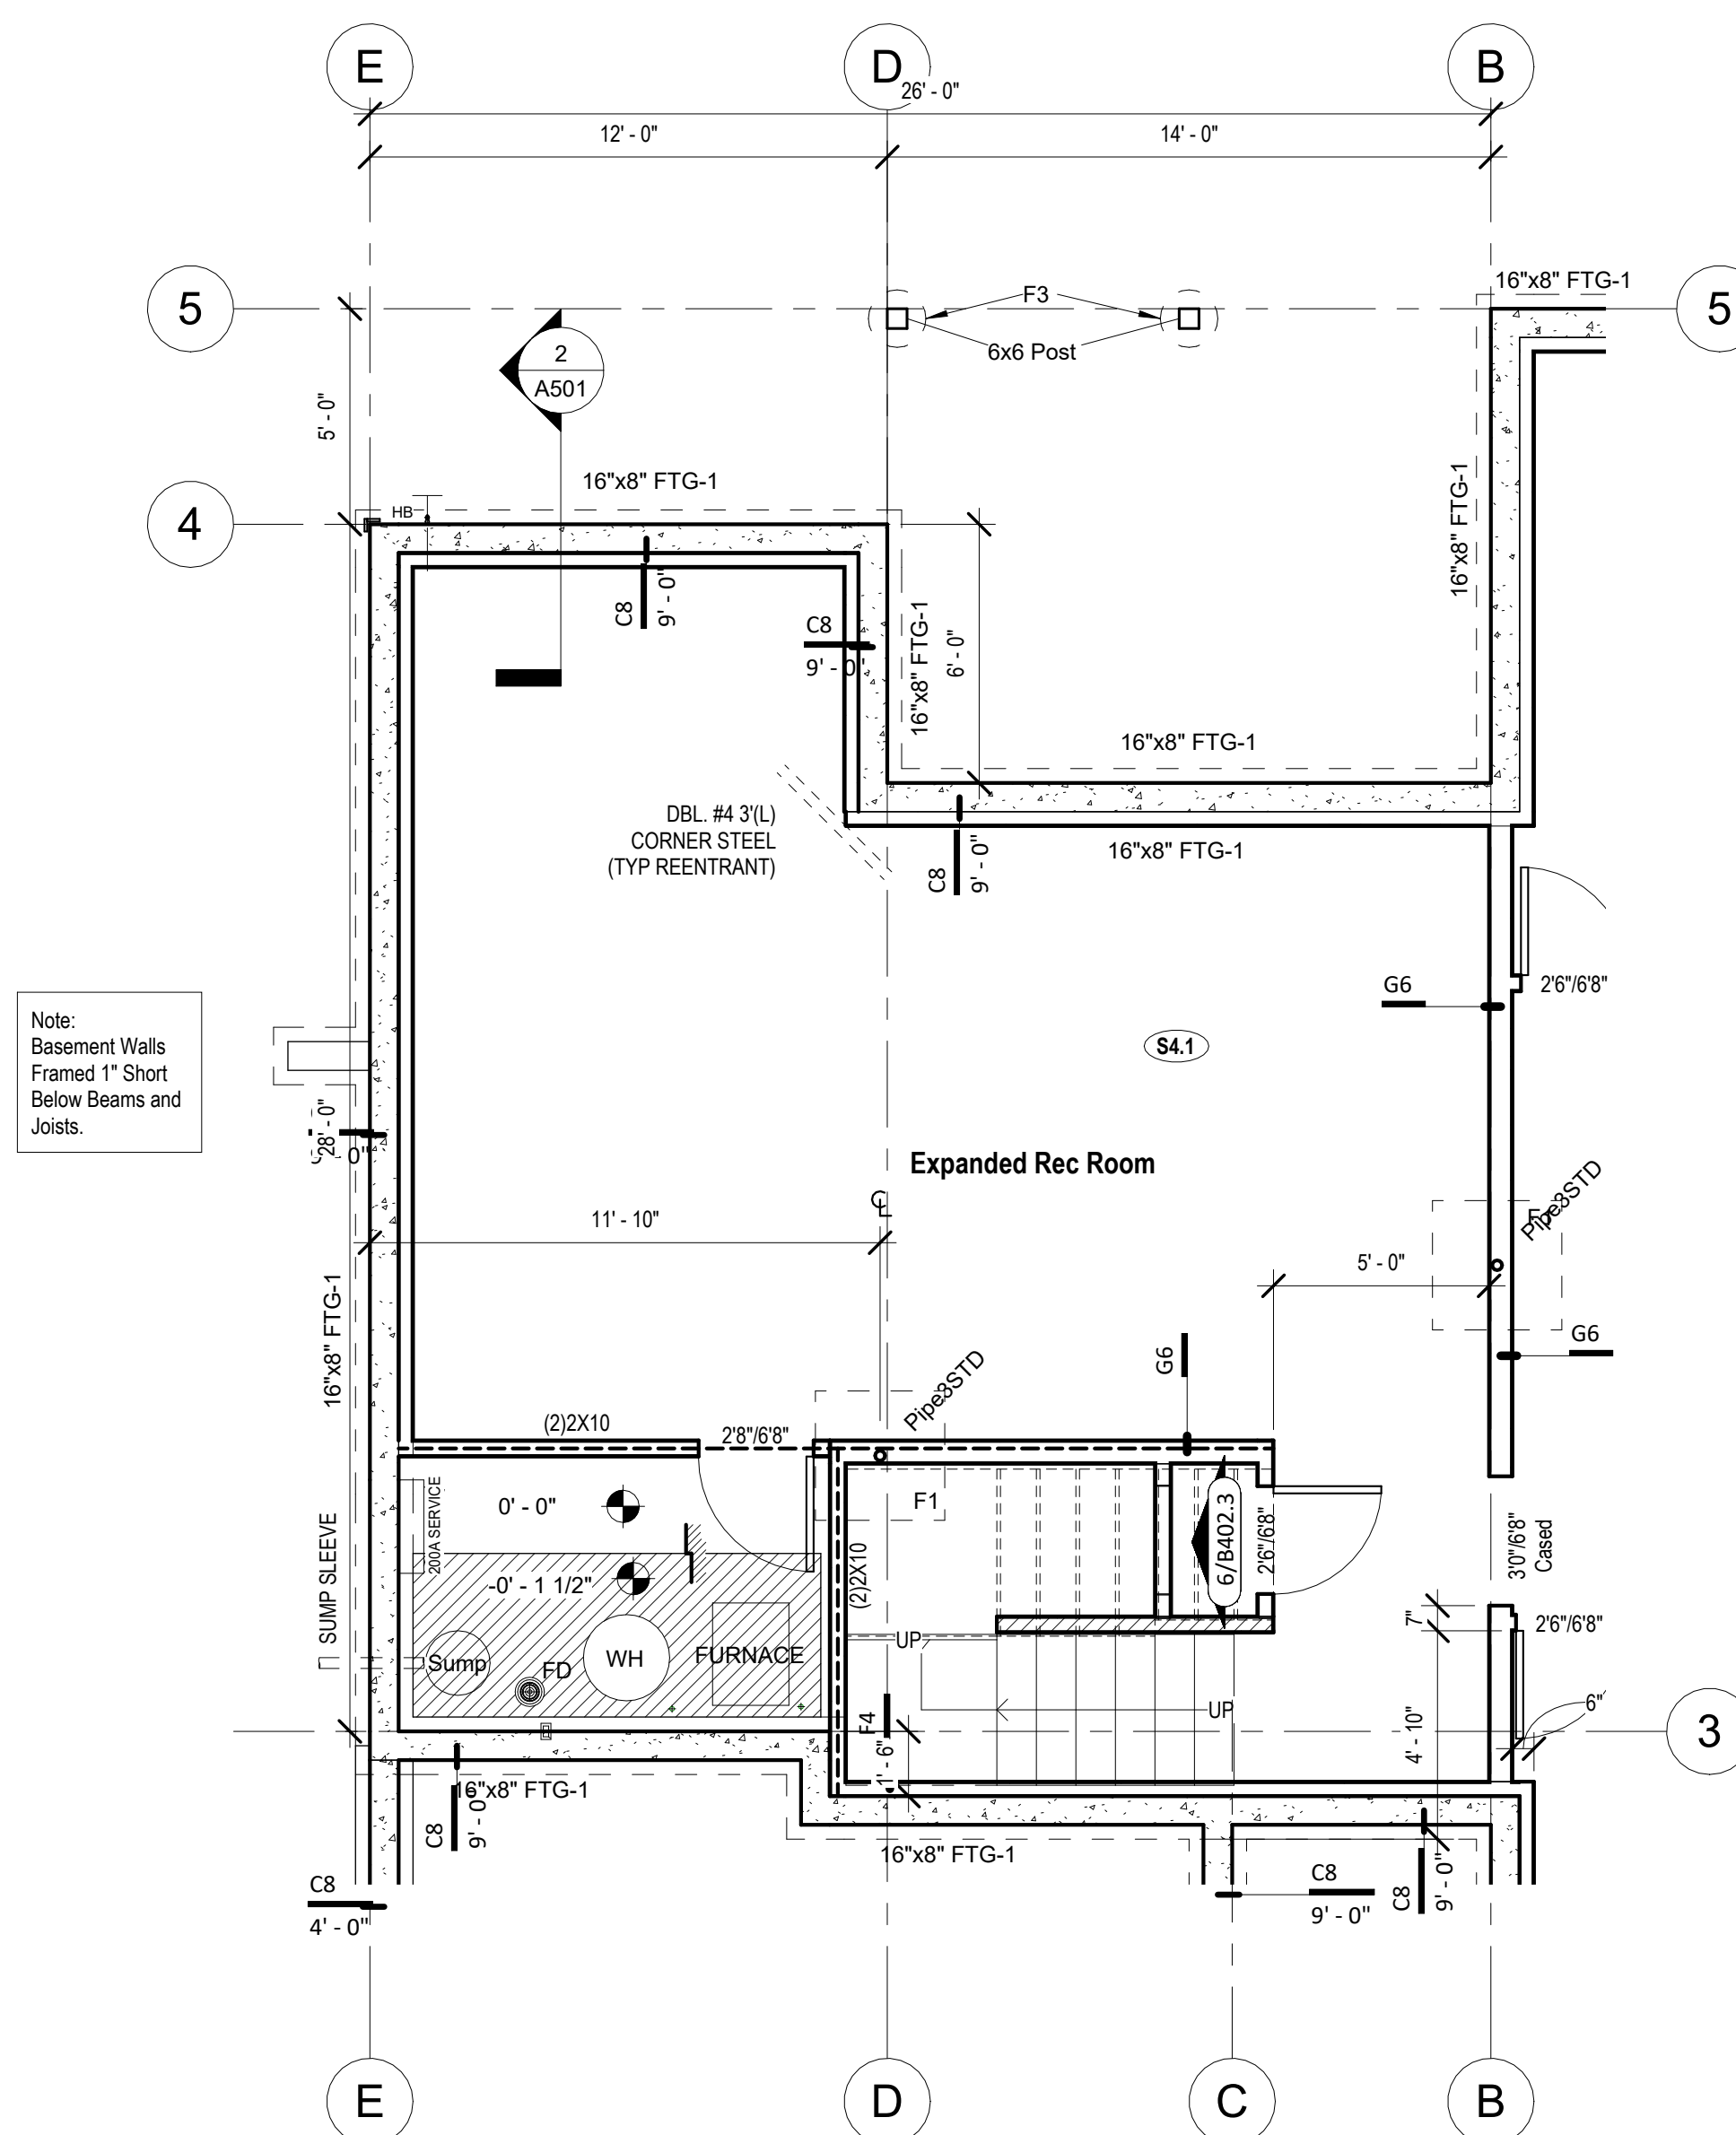 E
D
B
26' - 0"
12' - 0"
14' - 0"
5
F3
16"x8" FTG-1
5
6x6 Post
2
A501
5' - 0"
16"x8" FTG-1
16"x8" FTG-1
4
HB
C8
9' - 0"
C8
9' - 0"
16"x8" FTG-1
6' - 0"
16"x8" FTG-1
DBL. #4 3'(L)
CORNER STEEL
(TYP REENTRANT)
16"x8" FTG-1
C8
9' - 0"
G6
2'6"/6'8"
Note:
Basement Walls
Framed 1" Short
Below Beams and
Joists.
S4.1
28' - 0"
Expanded Rec Room
Pipe3STD
CL
11' - 10"
5' - 0"
16"x8" FTG-1
G6
G6
Pipe3STD
(2)2X10
2'8"/6'8"
F1
0' - 0"
200A SERVICE
SUMP SLEEVE
-0' - 1 1/2"
(2)2X10
6/B402.3
2'6"/6'8"
3'0"/6'8"
Cased
7"
2'6"/6'8"
UP
Sump
FD
WH
FURNACE
UP
F4
1' - 6"
4' - 10"
6"
3
16"x8" FTG-1
C8
9' - 0"
16"x8" FTG-1
C8
4' - 0"
C8
9' - 0"
C8
9' - 0"
E
D
C
B